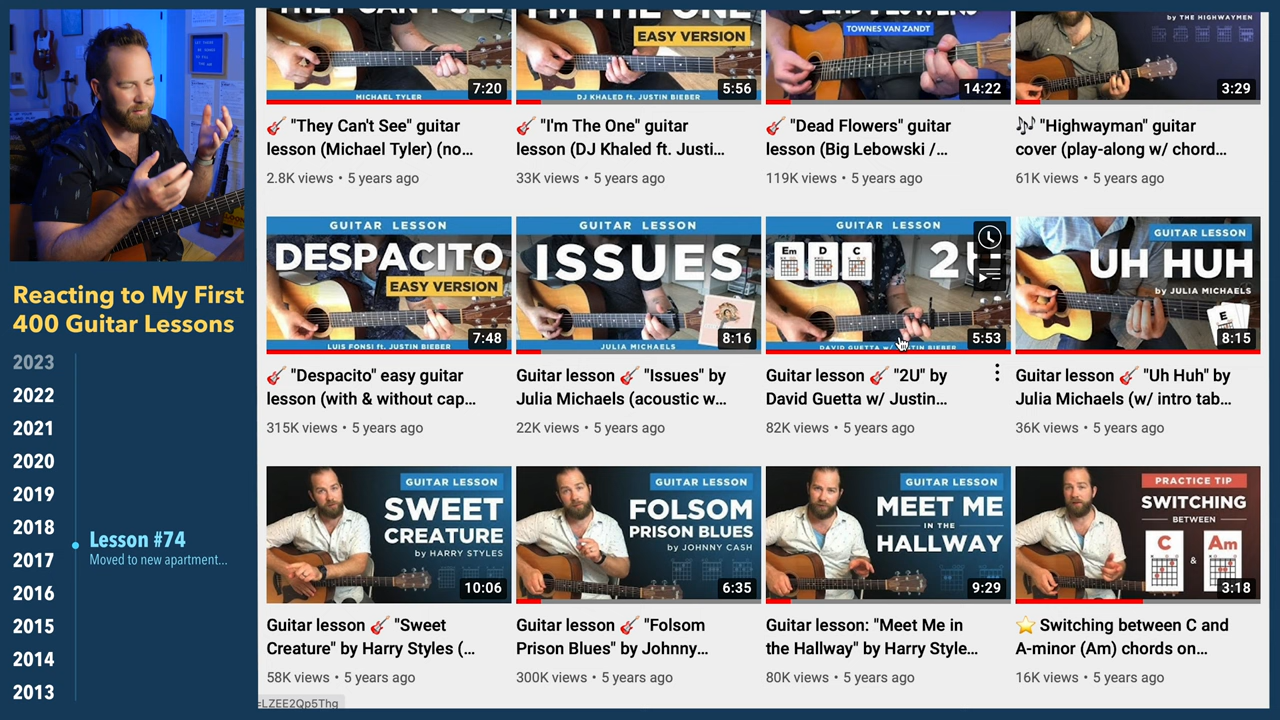 Reacting to My First
400 Guitar Lessons
2023
2022
2021
2020
2019
2018
2017
2016
2015
2014
2013
Lesson #74
Moved to new apartment...
THEY CAN'T SEE
MICHAEL TYLER
7:20
🎸 "They Can't See" guitar
lesson (Michael Tyler) (no...
2.8K views • 5 years ago
I'M THE ONE
EASY VERSION
DJ KHALED ft. JUSTIN BIEBER
5:56
🎸 "I'm The One" guitar
lesson (DJ Khaled ft. Justi...
33K views • 5 years ago
DEAD FLOWERS
TOWNES VAN ZANDT
14:22
🎸 "Dead Flowers" guitar
lesson (Big Lebowski /...
119K views • 5 years ago
by THE HIGHWAYMEN
3:29
🎶 "Highwayman" guitar
cover (play-along w/ chord...
61K views • 5 years ago
GUITAR LESSON
DESPACITO
EASY VERSION
LUIS FONSI ft. JUSTIN BIEBER
7:48
🎸 "Despacito" easy guitar
lesson (with & without cap...
315K views • 5 years ago
GUITAR LESSON
ISSUES
JULIA MICHAELS
8:16
Guitar lesson 🎸 "Issues" by
Julia Michaels (acoustic w...
22K views • 5 years ago
GUITAR LESSON
Em D C
2U
DAVID GUETTA w/ JUSTIN BIEBER
5:53
Guitar lesson 🎸 "2U" by
David Guetta w/ Justin...
82K views • 5 years ago
GUITAR LESSON
UH HUH
by JULIA MICHAELS
E
8:15
Guitar lesson 🎸 "Uh Huh" by
Julia Michaels (w/ intro tab...
36K views • 5 years ago
GUITAR LESSON
SWEET
CREATURE
by HARRY STYLES
10:06
Guitar lesson 🎸 "Sweet
Creature" by Harry Styles (...
58K views • 5 years ago
GUITAR LESSON
FOLSOM
PRISON BLUES
by JOHNNY CASH
6:35
Guitar lesson 🎸 "Folsom
Prison Blues" by Johnny...
300K views • 5 years ago
GUITAR LESSON
MEET ME
IN THE
HALLWAY
9:29
Guitar lesson: "Meet Me in
the Hallway" by Harry Style...
80K views • 5 years ago
PRACTICE TIP
SWITCHING
BETWEEN
C & Am
3:18
⭐ Switching between C and
A-minor (Am) chords on...
16K views • 5 years ago
=LZEE2Qp5Thg